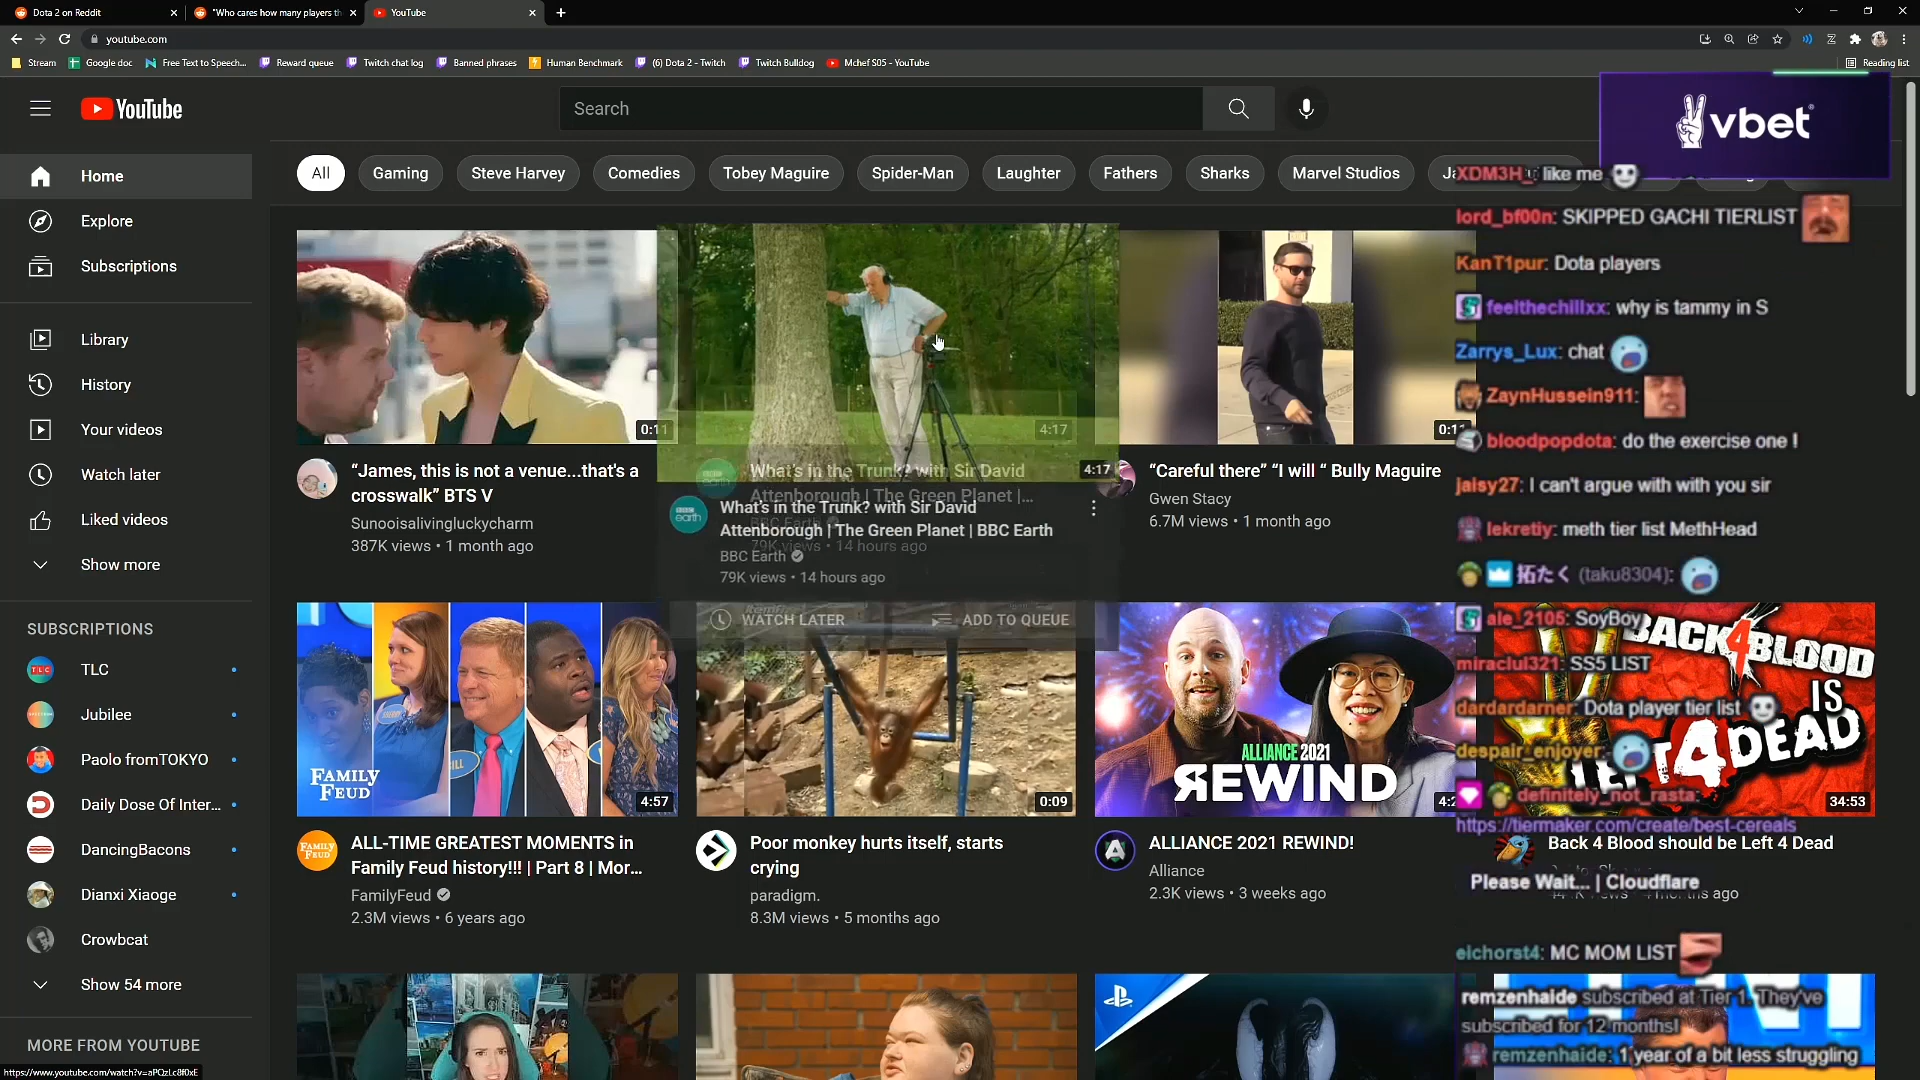 Dota 2 on Reddit
"Who cares how many players th
YouTube
youtube.com
Stream
Google doc
Free Text to Speech...
Reward queue
Twitch chat log
Banned phrases
Human Benchmark
(6) Dota 2 - Twitch
Twitch Bulldog
Mchef S05 - YouTube
Reading list
YouTube
Search
vbet
Home
Explore
Subscriptions
Library
History
Your videos
Watch later
Liked videos
Show more
SUBSCRIPTIONS
TLC
Jubilee
Paolo fromTOKYO
Daily Dose Of Inter...
DancingBacons
Dianxi Xiaoge
Crowbcat
Show 54 more
MORE FROM YOUTUBE
https://www.youtube.com/watch?v=aPQzLc8f0xE
All
Gaming
Steve Harvey
Comedies
Tobey Maguire
Spider-Man
Laughter
Fathers
Sharks
Marvel Studios
0:11
“James, this is not a venue...that's a
crosswalk” BTS V
Sunooisalivingluckycharm
387K views • 1 month ago
4:17
4:17
What's in the Trunk? with Sir David
Attenborough | The Green Planet |...
What's in the Trunk? with Sir David
Attenborough | The Green Planet | BBC Earth
BBC Earth
79K views • 14 hours ago
79K views • 14 hours ago
WATCH LATER
ADD TO QUEUE
“Careful there” “I will “ Bully Maguire
Gwen Stacy
6.7M views • 1 month ago
FAMILY
FEUD
4:57
ALL-TIME GREATEST MOMENTS in
Family Feud history!!! | Part 8 | Mor...
FamilyFeud
2.3M views • 6 years ago
0:09
Poor monkey hurts itself, starts
crying
paradigm.
8.3M views • 5 months ago
ALLIANCE 2021
REWIND
ALLIANCE 2021 REWIND!
Alliance
2.3K views • 3 weeks ago
BACK 4 BLOOD
IS
DEAD
34:53
Back 4 Blood should be Left 4 Dead
XDM3H_: like me
lord_bf00n: SKIPPED GACHI TIERLIST
KanT1pur: Dota players
feelthechillxx: why is tammy in S
Zarrys_Lux: chat
ZaynHussein911:
bloodpopdota: do the exercise one !
jaisy27: I can't argue with with you sir
lekretiy: meth tier list MethHead
拓たく (taku8304):
ale_2105: SoyBoy
miraclul321: SS5 LIST
dardardarner: Dota player tier list
despair_enjoyer:
definitely_not_rasta:
https://tiermaker.com/create/best-cereals
Please Wait... | Cloudflare
eichorst4: MC MOM LIST
remzenhaide subscribed at Tier 1. They've
subscribed for 12 months!
remzenhaide: 1 year of a bit less struggling